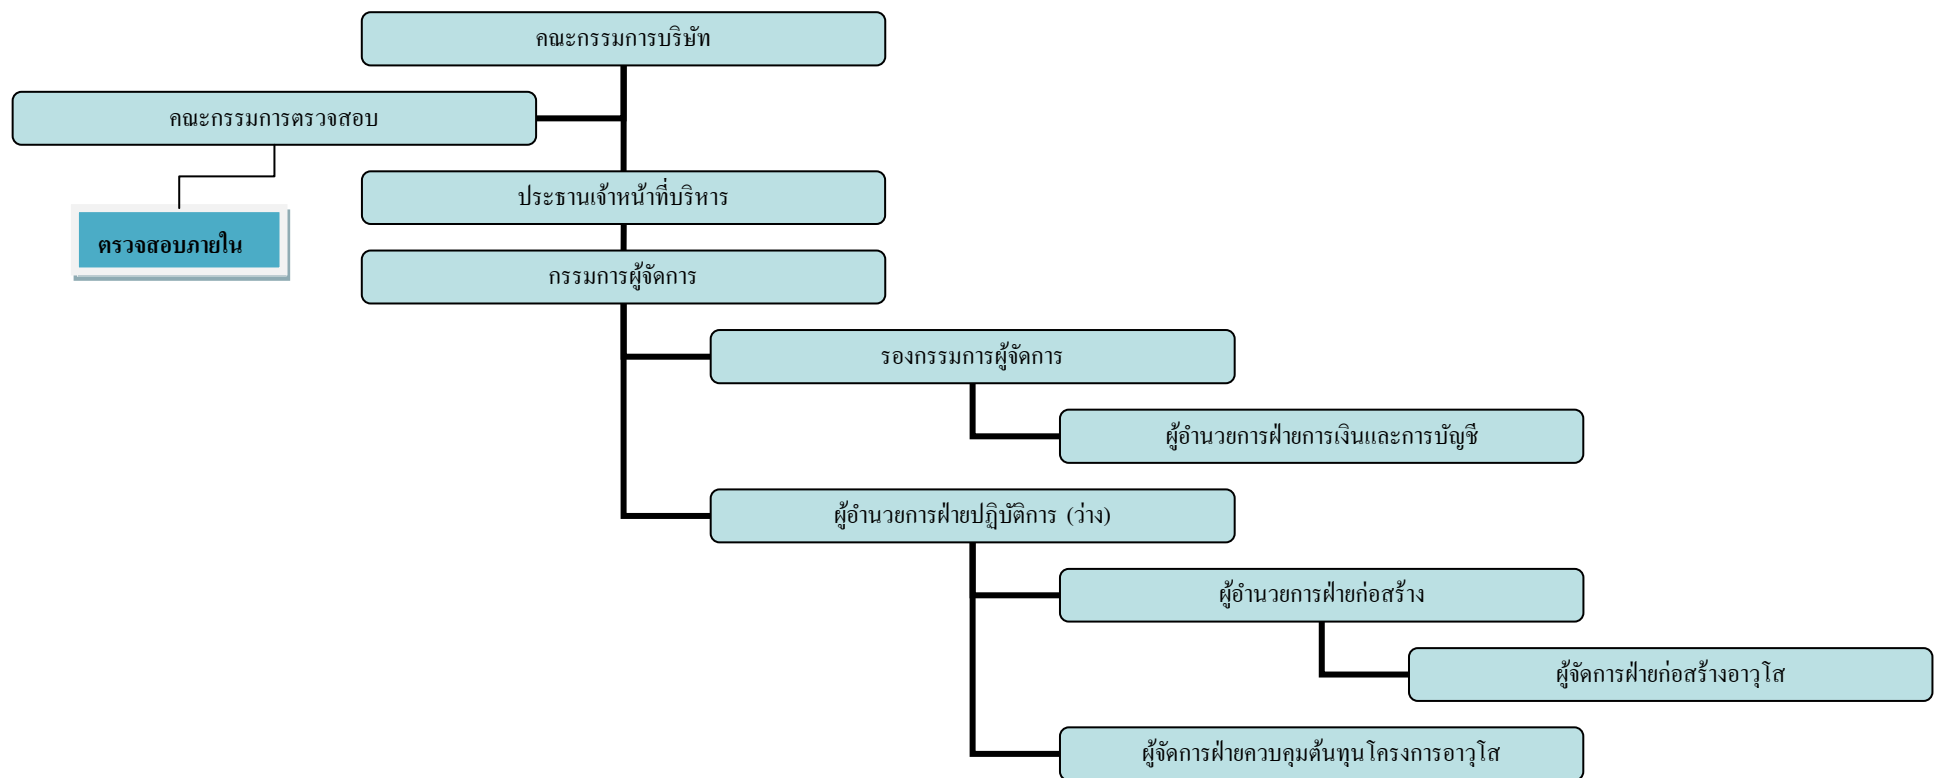 คณะกรรมการบริษัท
คณะกรรมการตรวจสอบ
ประธานเจ้าหน้าที่บริหาร
ตรวจสอบภายใน
กรรมการผู้จัดการ
รองกรรมการผู้จัดการ
ผู้อำนวยการฝ่ายการเงินและการบัญชี
ผู้อำนวยการฝ่ายปฏิบัติการ (ว่าง)
ผู้อำนวยการฝ่ายก่อสร้าง
ผู้จัดการฝ่ายก่อสร้างอาวุโส
ผู้จัดการฝ่ายควบคุมต้นทุนโครงการอาวุโส